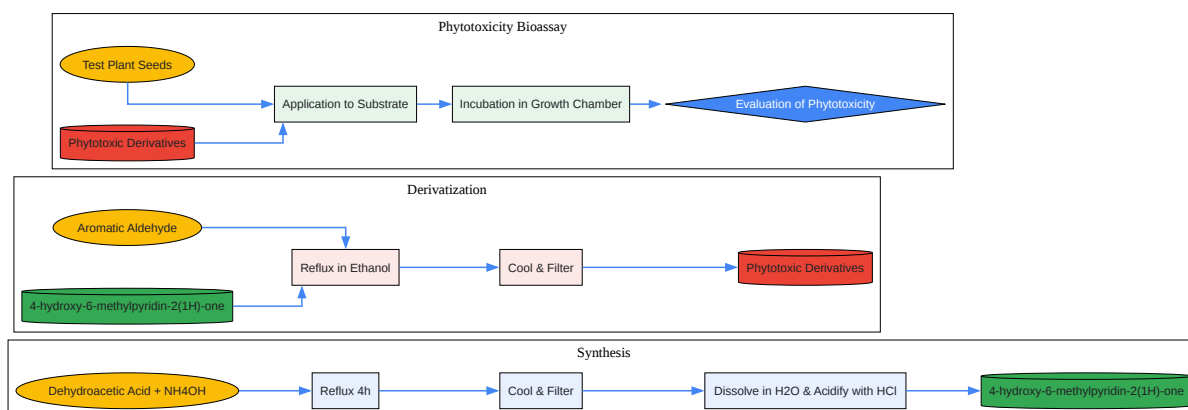 Phytotoxicity Bioassay
Test Plant Seeds
Application to Substrate
Incubation in Growth Chamber
Evaluation of Phytotoxicity
Phytotoxic Derivatives
Derivatization
Aromatic Aldehyde
Reflux in Ethanol
Cool & Filter
Phytotoxic Derivatives
4-hydroxy-6-methylpyridin-2(1H)-one
Synthesis
Dehydroacetic Acid + NH4OH
Reflux 4h
Cool & Filter
Dissolve in H2O & Acidify with HCl
4-hydroxy-6-methylpyridin-2(1H)-one